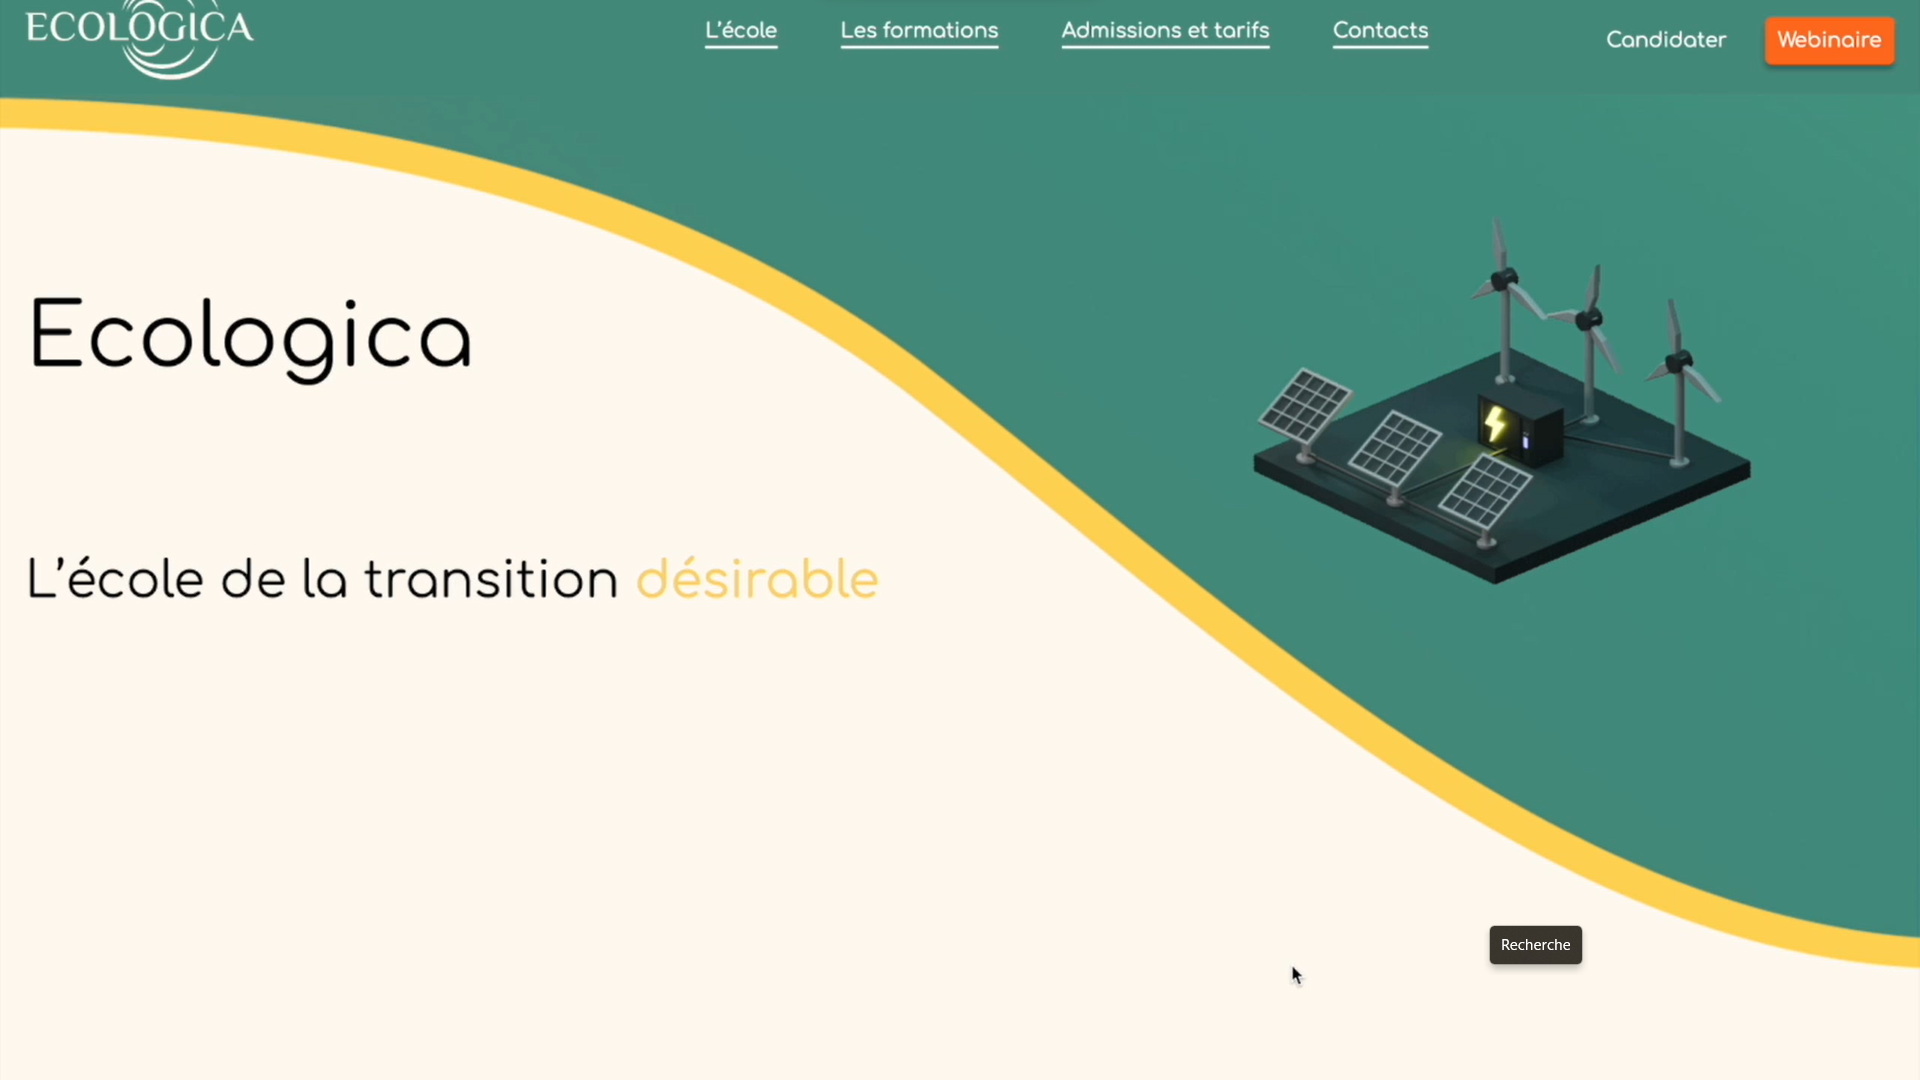 ECOLOGICA
L'école
Les formations
Admissions et tarifs
Contacts
Candidater
Webinaire
Ecologica
L'école de la transition désirable
Recherche